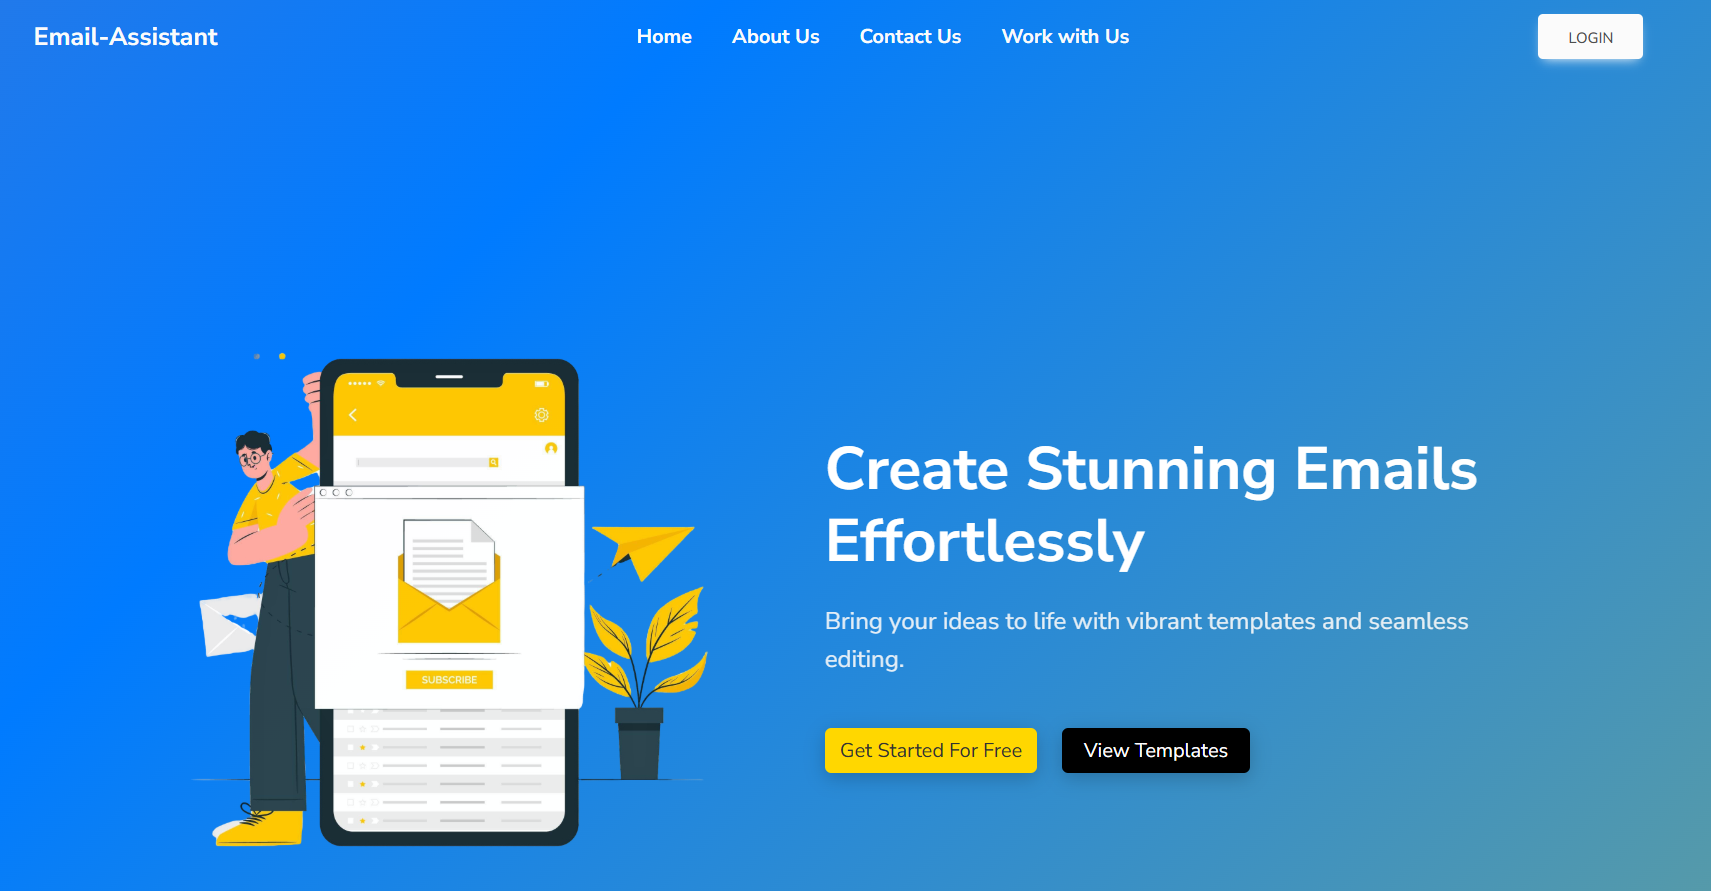 Email-Assistant
Home
About Us
Contact Us
Work with Us
LOGIN
SUBSCRIBE
Create Stunning Emails
Effortlessly
Bring your ideas to life with vibrant templates and seamless
editing.
Get Started For Free
View Templates